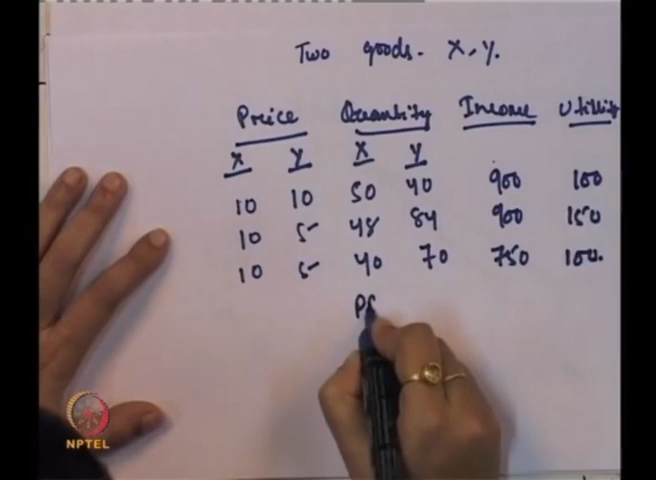 Two goods. X, Y.
Price Quantity Income Utility
X Y X Y
10 10 50 40 900 100
10 5 48 84 900 150
10 5 40 70 750 100.
PS
NPTEL